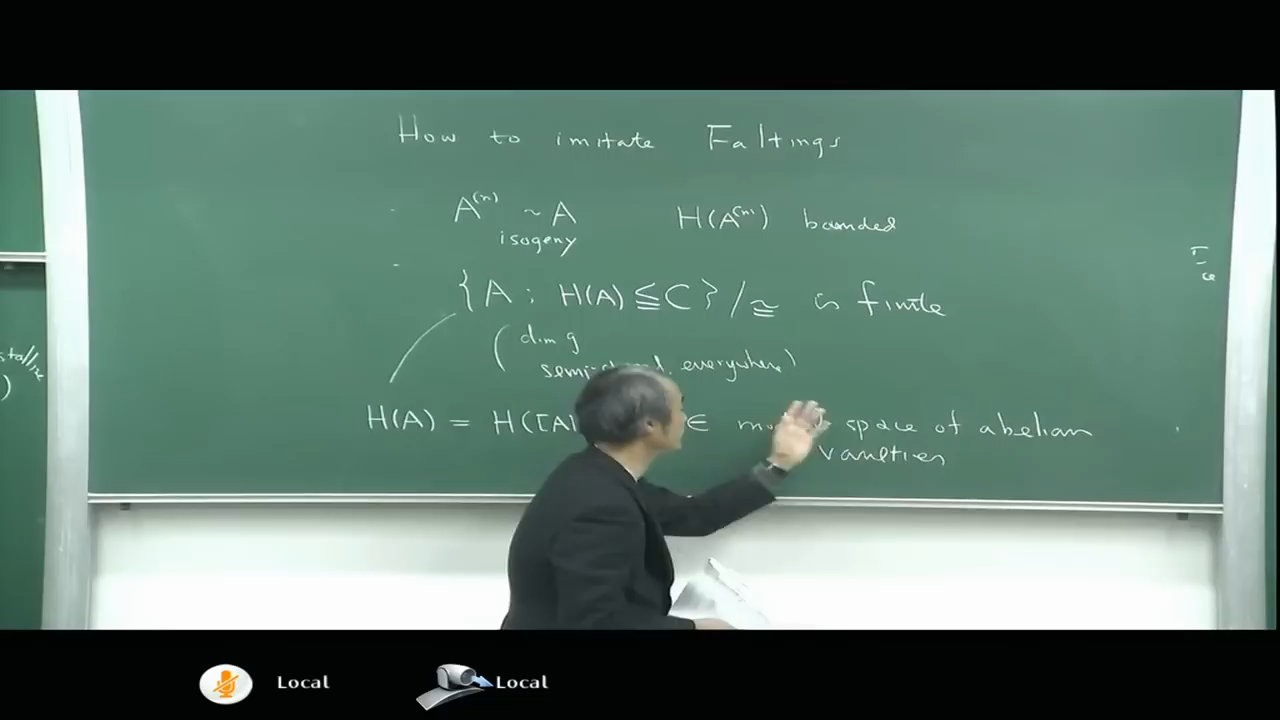 How to imitate Faltings
A^(n) ~ A H(A^(n)) bounded
isogeny
{A ; H(A) ≦ C} / ≅ is finite
( dim g
everywhere)
H(A) = H([A] ∈ space of abelian
varieties
Local
Local